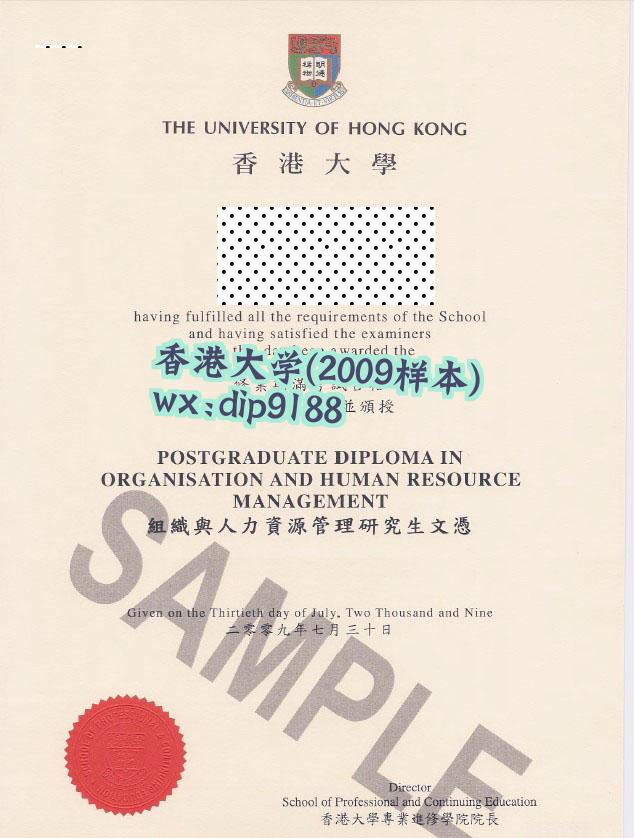 THE UNIVERSITY OF HONG KONG
香港大學
having fulfilled all the requirements of the School
and having satisfied the examiners
awarded the
香港大学(2009样本)
wx:dip9188
並頒授
POSTGRADUATE DIPLOMA IN
ORGANISATION AND HUMAN RESOURCE
MANAGEMENT
組織與人力資源管理研究生文憑
SAMPLE
Given on the Thirtieth day of July, Two Thousand and Nine
二零零九年七月三十日
Director
School of Professional and Continuing Education
香港大學專業進修學院院長